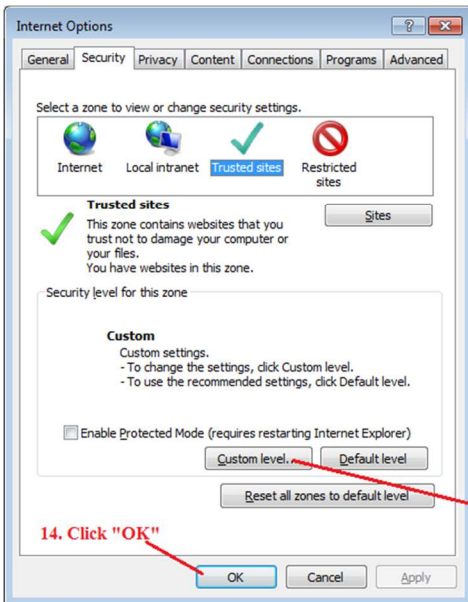 Internet Options
General Security Privacy Content Connections Programs Advanced
Select a zone to view or change security settings.
Internet Local intranet Trusted sites Restricted
sites
Trusted sites
This zone contains websites that you
trust not to damage your computer or
your files.
You have websites in this zone.
Sites
Security level for this zone
Custom
Custom settings.
- To change the settings, click Custom level.
- To use the recommended settings, click Default level.
Enable Protected Mode (requires restarting Internet Explorer)
Custom level... Default level
Reset all zones to default level
14. Click "OK"
OK Cancel Apply